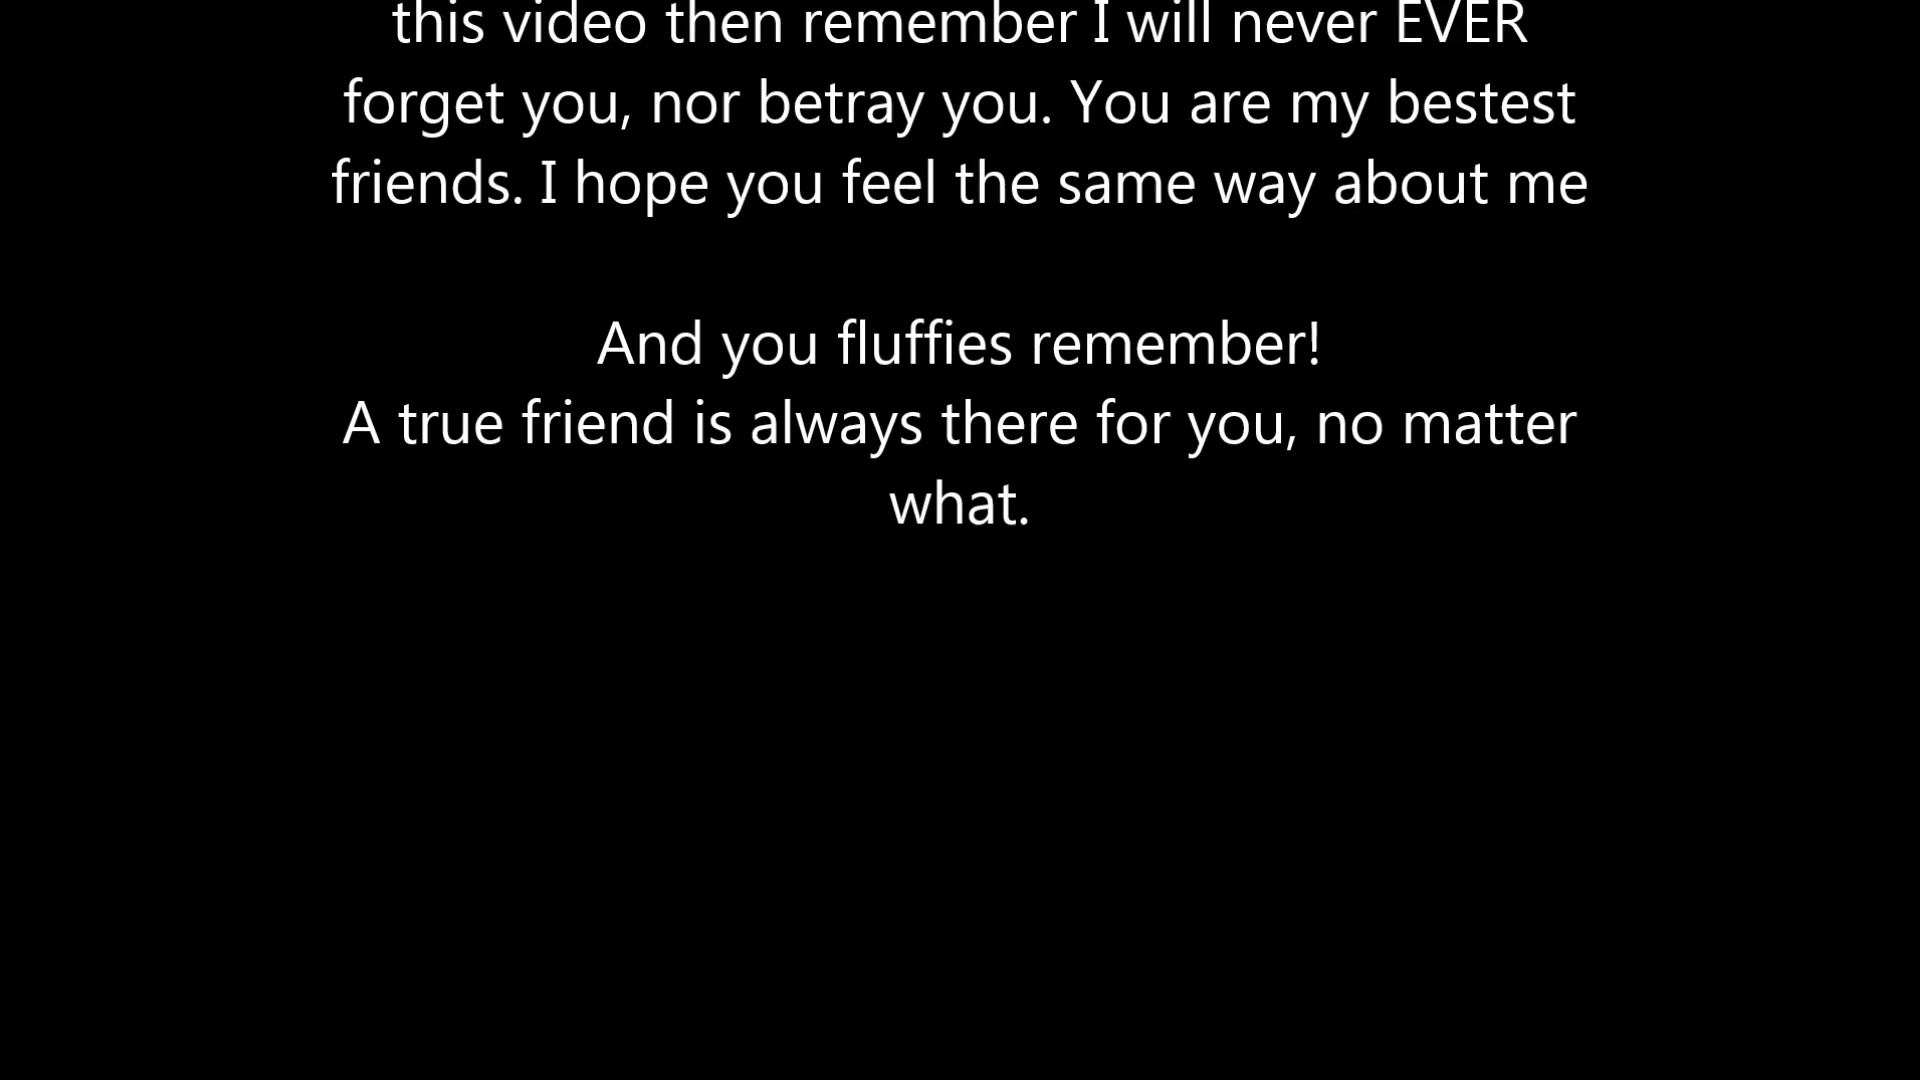 this video then remember I will never EVER
forget you, nor betray you. You are my bestest
friends. I hope you feel the same way about me
And you fluffies remember!
A true friend is always there for you, no matter
what.